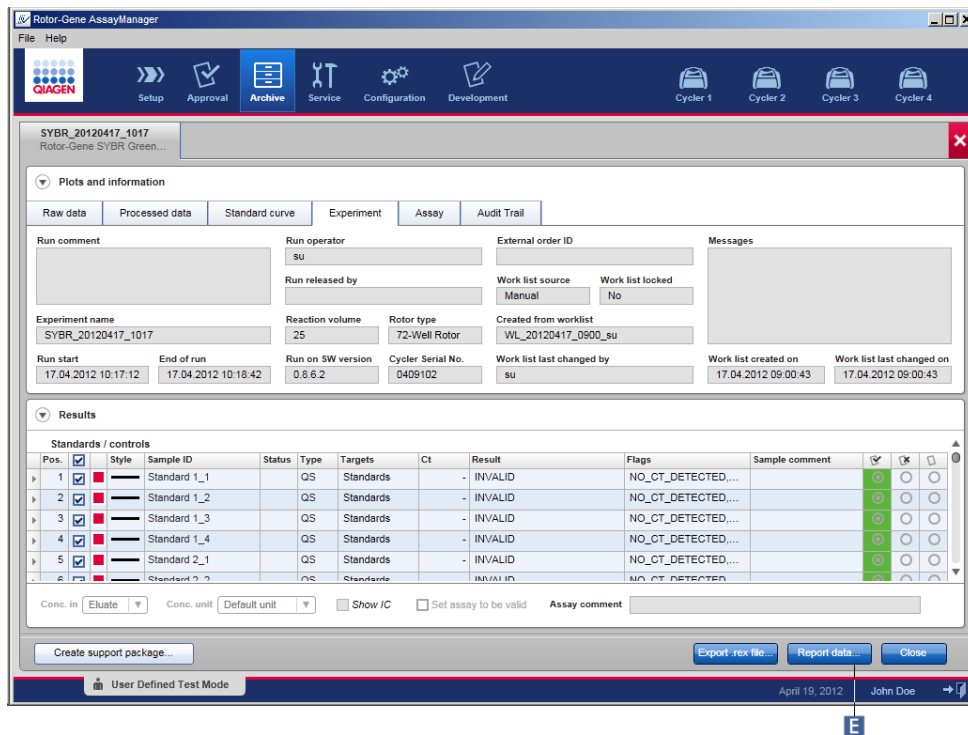 Rotor-Gene AssayManager
File Help
QIAGEN
Setup Approval Archive Service Configuration Development Cycler 1 Cycler 2 Cycler 3 Cycler 4
SYBR_20120417_1017
Rotor-Gene SYBR Green...
Plots and information
Raw data Processed data Standard curve Experiment Assay Audit Trail
Run comment Run operator External order ID Messages
su
Run released by Work list source Work list locked
Manual No
Experiment name Reaction volume Rotor type Created from worklist
SYBR_20120417_1017 25 72-Well Rotor WL_20120417_0900_su
Run start End of run Run on SW version Cycler Serial No. Work list last changed by Work list created on Work list last changed on
17.04.2012 10:17:12 17.04.2012 10:18:42 0.8.6.2 0409102 su 17.04.2012 09:00:43 17.04.2012 09:00:43
Results
Standards / controls
Pos. Style Sample ID Status Type Targets Ct Result Flags Sample comment
1 Standard 1_1 QS Standards - INVALID NO_CT_DETECTED,...
2 Standard 1_2 QS Standards - INVALID NO_CT_DETECTED,...
3 Standard 1_3 QS Standards - INVALID NO_CT_DETECTED,...
4 Standard 1_4 QS Standards - INVALID NO_CT_DETECTED,...
5 Standard 2_1 QS Standards - INVALID NO_CT_DETECTED,...
6 Standard 2_2 QS Standards - INVALID NO_CT_DETECTED,...
Conc. in Eluate Conc. unit Default unit Show IC Set assay to be valid Assay comment
Create support package... Export .rex file... Report data... Close
User Defined Test Mode April 19, 2012 John Doe
E